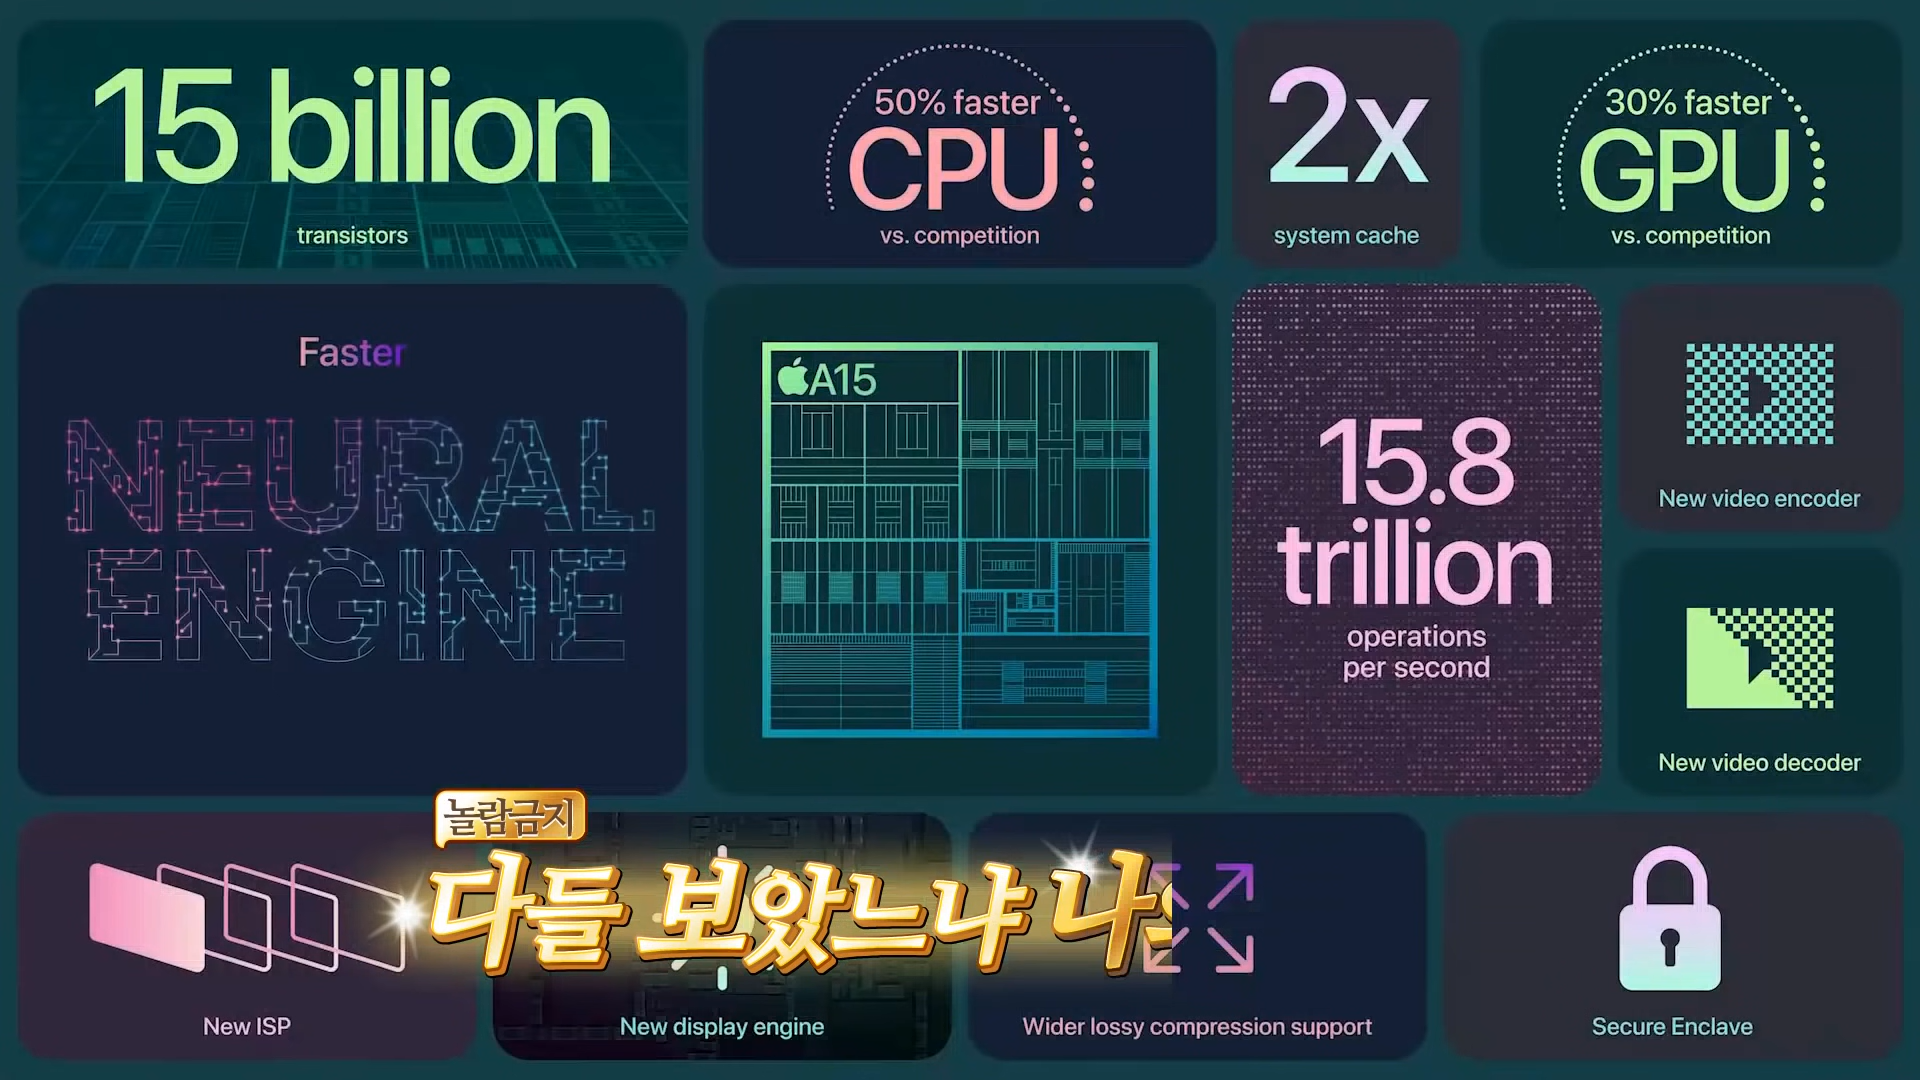 15 billion
transistors
50% faster
CPU
vs. competition
2x
system cache
30% faster
GPU
vs. competition
Faster
NEURAL
ENGINE
A15
15.8
trillion
operations
per second
New video encoder
New video decoder
놀람금지
다들 보았느냐 나
New ISP
New display engine
Wider lossy compression support
Secure Enclave